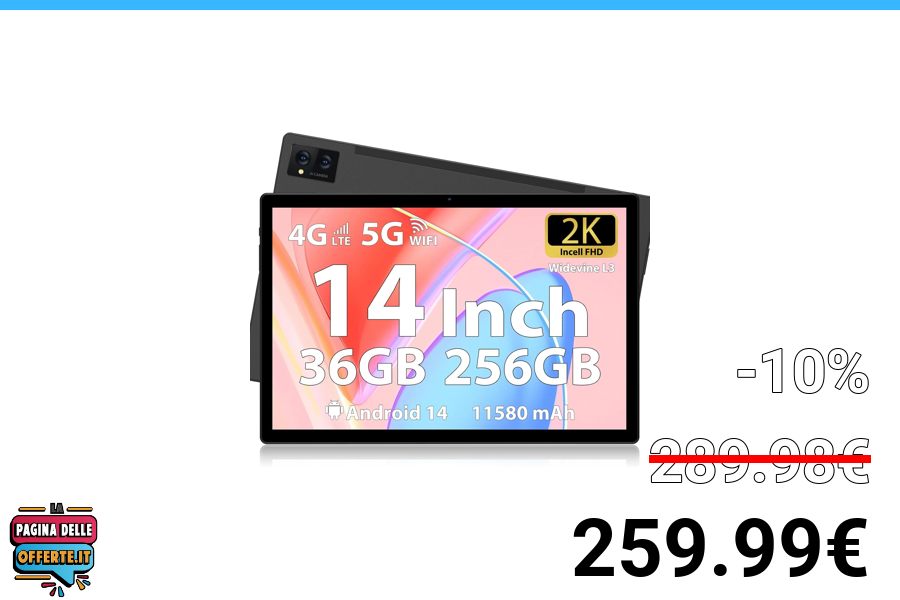 4G LTE 5G WIFI
2K
Incell FHD
Widevine L3
14 Inch
36GB 256GB
Android 14 11580 mAh
-10%
289.98€
259.99€
LA
PAGINA DELLE
OFFERTE.IT